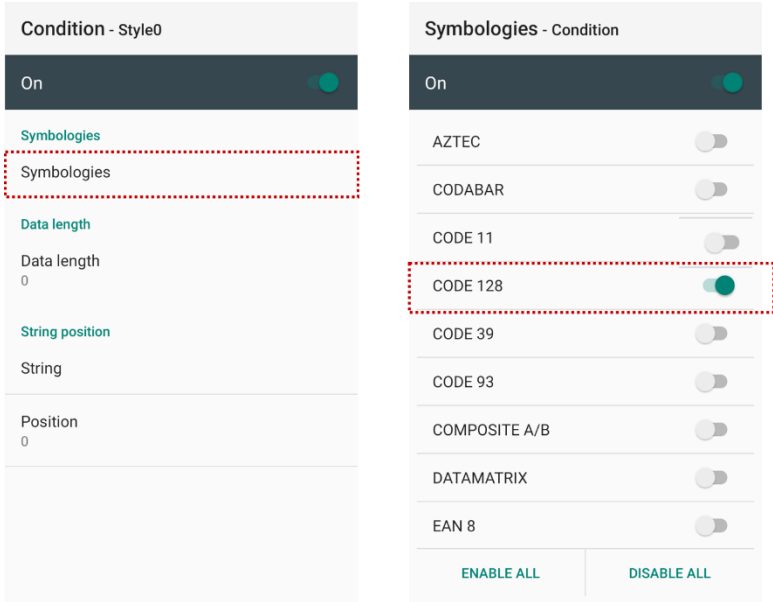 Condition - Style0
On
Symbologies
Symbologies
Data length
Data length
0
String position
String
Position
0
Symbologies - Condition
On
AZTEC
CODABAR
CODE 11
CODE 128
CODE 39
CODE 93
COMPOSITE A/B
DATAMATRIX
EAN 8
ENABLE ALL DISABLE ALL